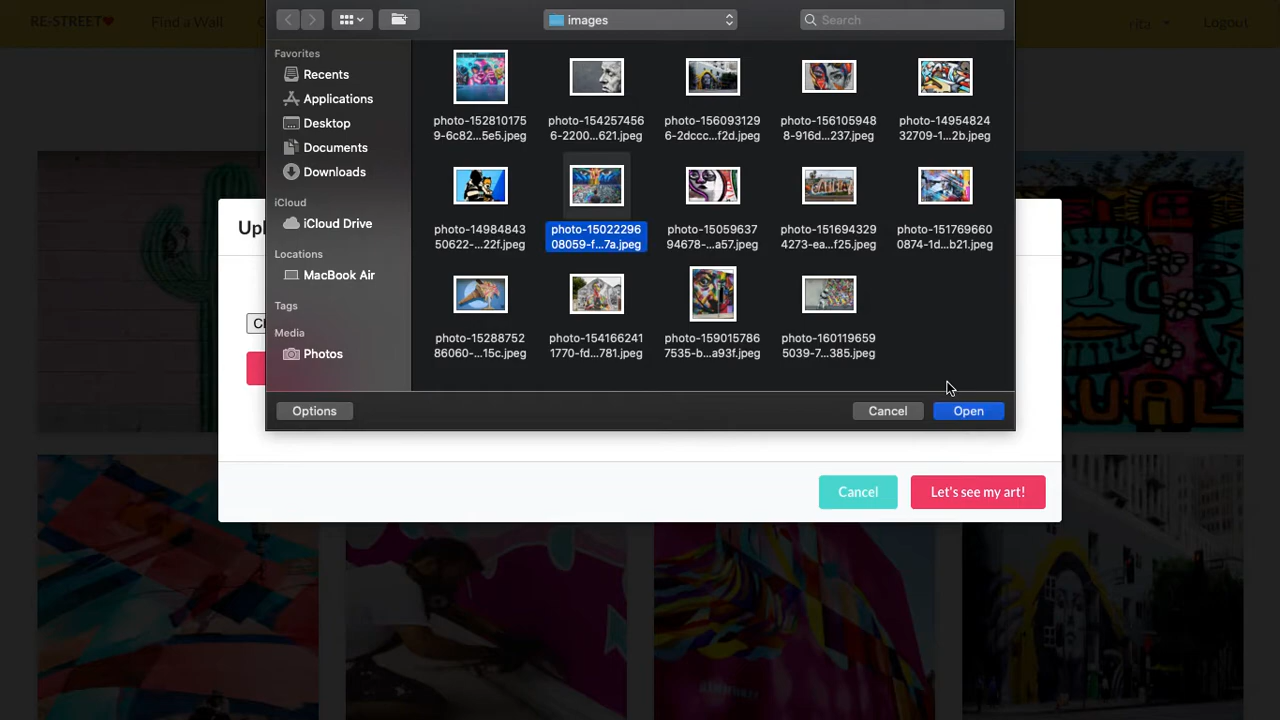 RE-STREET
Find a Wall
rita
Logout
images
Search
Favorites
Recents
Applications
Desktop
Documents
Downloads
iCloud
iCloud Drive
Locations
MacBook Air
Tags
Media
Photos
photo-152810175
9-6c82...5e5.jpeg
photo-154257456
6-2200...621.jpeg
photo-156093129
6-2dccc...f2d.jpeg
photo-156105948
8-916d...237.jpeg
photo-14954824
32709-1...2b.jpeg
photo-14984843
50622-...22f.jpeg
photo-15022296
08059-f...7a.jpeg
photo-15059637
94678-...a57.jpeg
photo-151694329
4273-ea...f25.jpeg
photo-151769660
0874-1d...b21.jpeg
photo-15288752
86060-...15c.jpeg
photo-154166241
1770-fd...781.jpeg
photo-159015786
7535-b...a93f.jpeg
photo-160119659
5039-7...385.jpeg
Options
Cancel
Open
Upl
Cancel
Let's see my art!